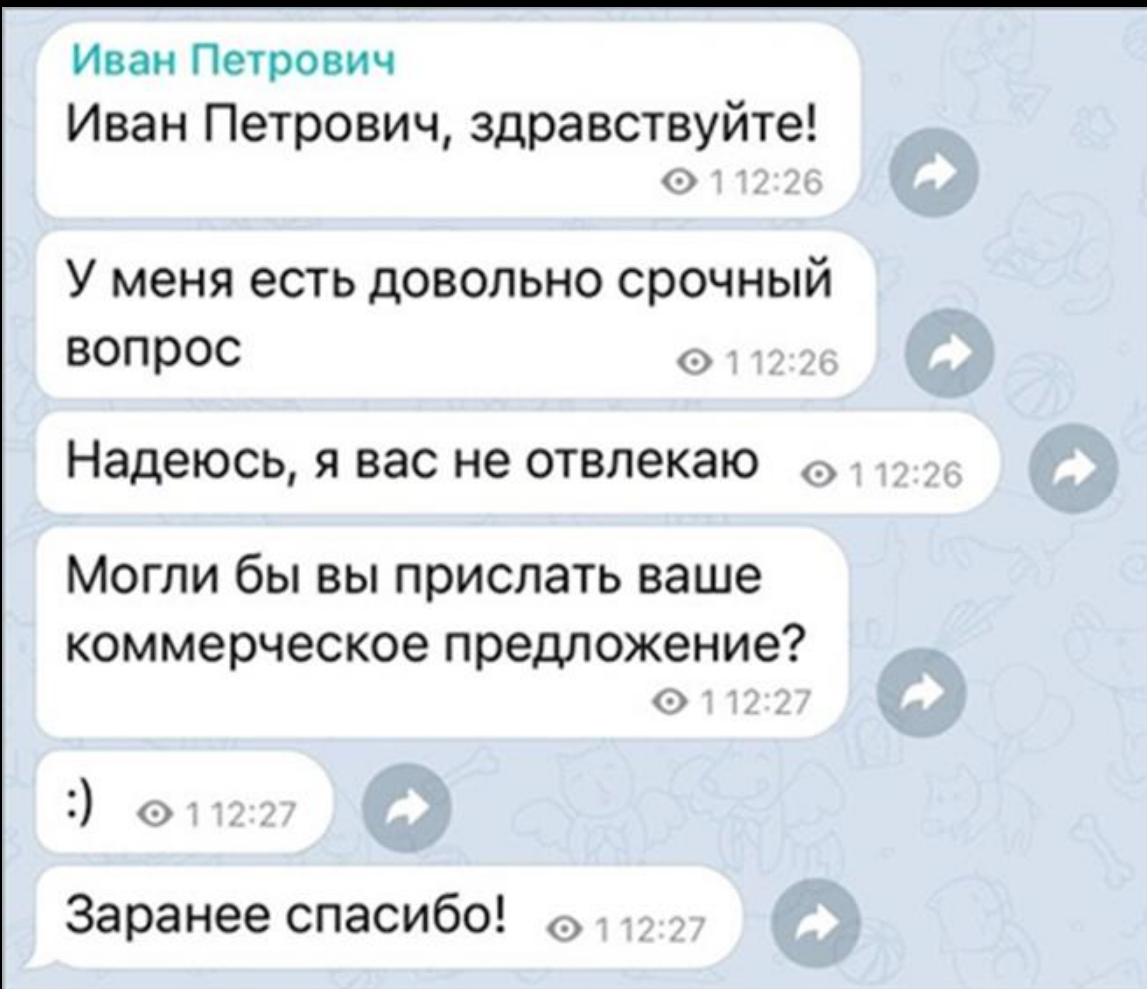 Иван Петрович
Иван Петрович, здравствуйте!
1 12:26
У меня есть довольно срочный
вопрос 1 12:26
Надеюсь, я вас не отвлекаю 1 12:26
Могли бы вы прислать ваше
коммерческое предложение?
1 12:27
:) 1 12:27
Заранее спасибо! 1 12:27